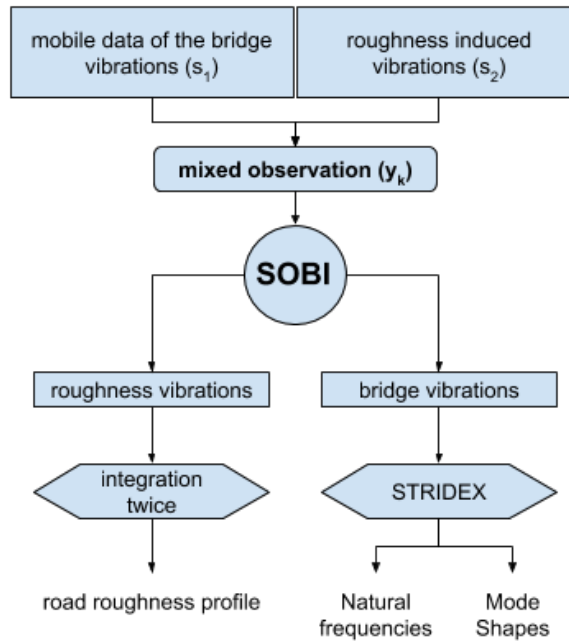 mobile data of the bridge
vibrations (s₁)
roughness induced
vibrations (s₂)
mixed observation (yₖ)
SOBI
roughness vibrations
bridge vibrations
integration
twice
STRIDEX
road roughness profile
Natural
frequencies
Mode
Shapes